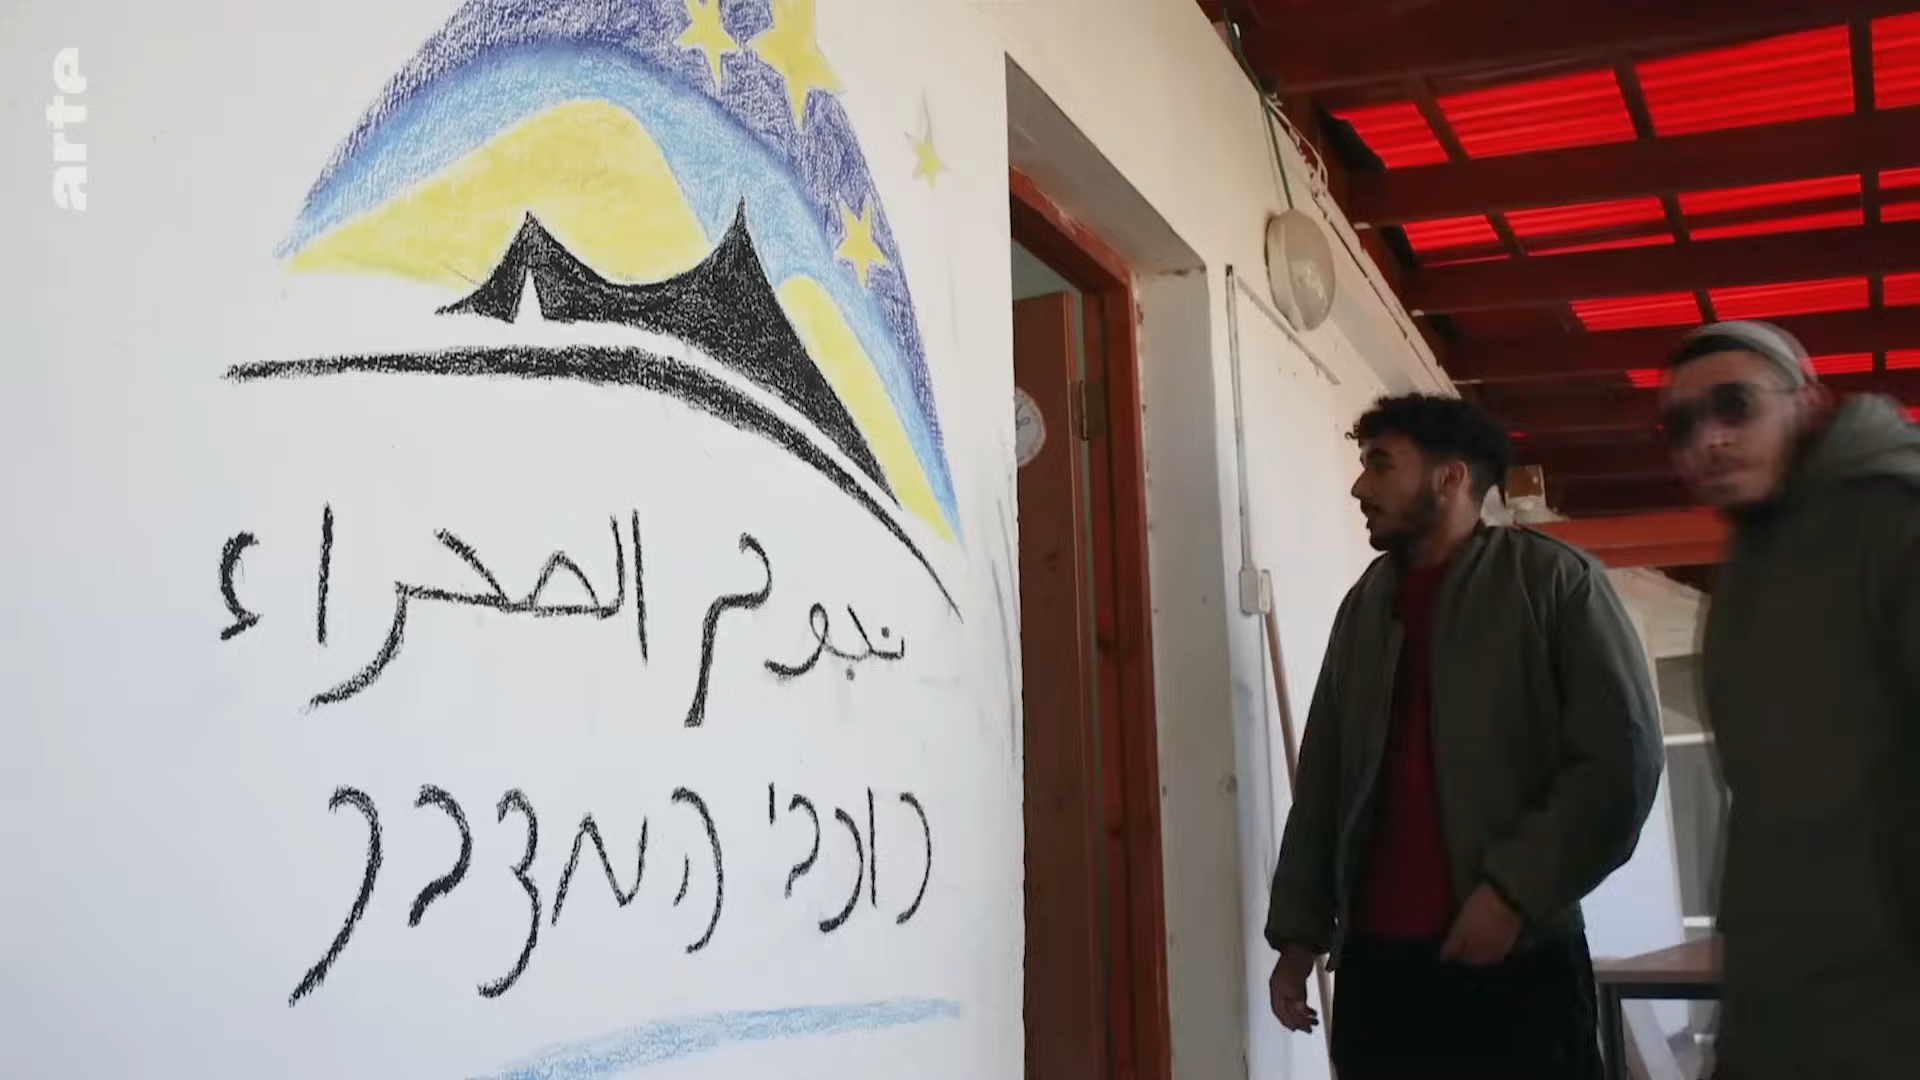 arte
نجوم الصحراء
כוכבי המדבר